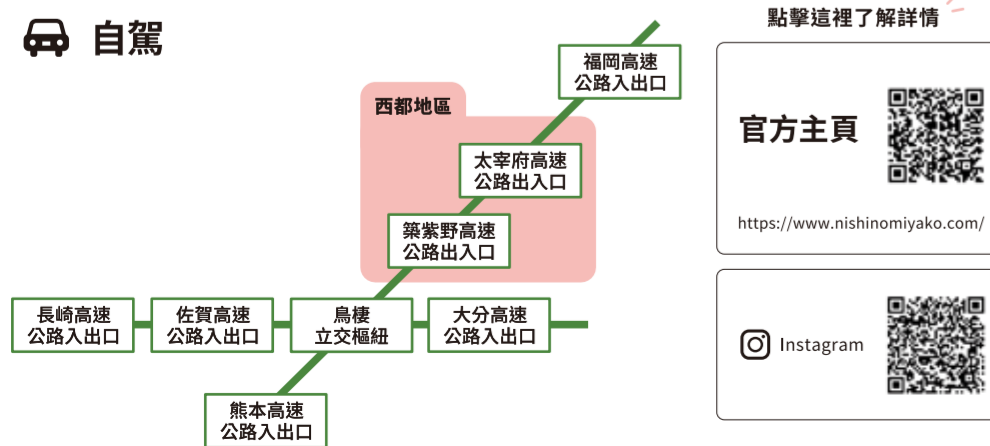 自駕
福岡高速
公路入出口
西都地區
太宰府高速
公路出入口
築紫野高速
公路出入口
長崎高速
公路入出口
佐賀高速
公路入出口
鳥棲
立交樞紐
大分高速
公路入出口
熊本高速
公路入出口
點擊這裡了解詳情
官方主頁
https://www.nishinomiyako.com/
Instagram